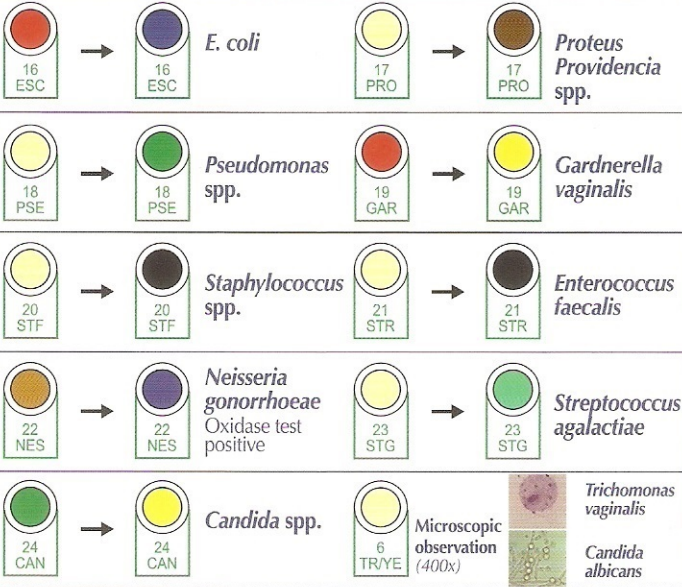 16
ESC
16
ESC
E. coli
17
PRO
17
PRO
Proteus
Providencia
spp.
18
PSE
18
PSE
Pseudomonas
spp.
19
GAR
19
GAR
Gardnerella
vaginalis
20
STF
20
STF
Staphylococcus
spp.
21
STR
21
STR
Enterococcus
faecalis
22
NES
22
NES
Neisseria
gonorrhoeae
Oxidase test
positive
23
STG
23
STG
Streptococcus
agalactiae
24
CAN
24
CAN
Candida spp.
6
TR/YE
Microscopic
observation
(400x)
Trichomonas
vaginalis
Candida
albicans